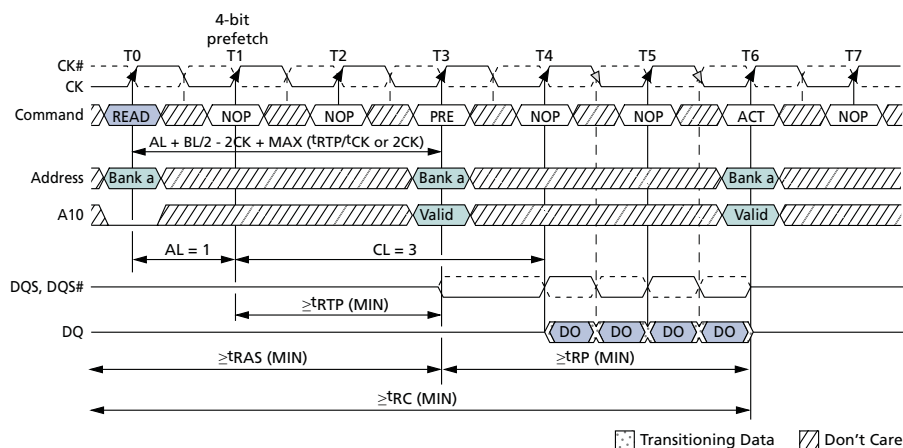 4-bit
prefetch
T0 T1 T2 T3 T4 T5 T6 T7
CK#
CK
Command READ NOP NOP PRE NOP NOP ACT NOP
AL + BL/2 - 2CK + MAX (tRTP/tCK or 2CK)
Address Bank a Bank a Bank a
A10 Valid Valid
AL = 1 CL = 3
DQS, DQS#
≥tRTP (MIN)
DQ DO DO DO DO
≥tRAS (MIN) ≥tRP (MIN)
≥tRC (MIN)
Transitioning Data Don't Care